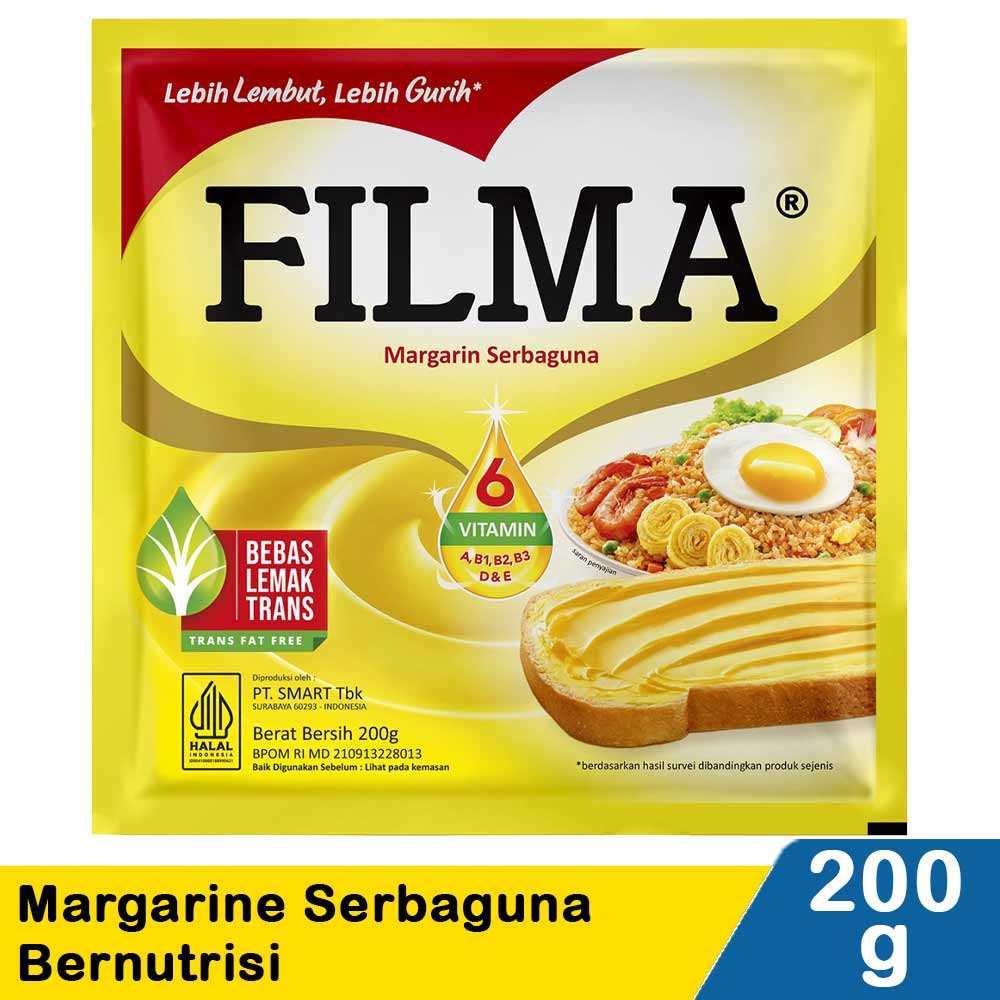 Lebih Lembut, Lebih Gurih*
FILMA®
Margarin Serbaguna
6
VITAMIN
A, B1, B2, B3
D & E
saran penyajian
BEBAS
LEMAK
TRANS
TRANS FAT FREE
Diproduksi oleh :
PT. SMART Tbk
SURABAYA 60293 - INDONESIA
HALAL
INDONESIA
Berat Bersih 200g
BPOM RI MD 210913228013
Baik Digunakan Sebelum : Lihat pada kemasan
*berdasarkan hasil survei dibandingkan produk sejenis
Margarine Serbaguna
Bernutrisi
200
g